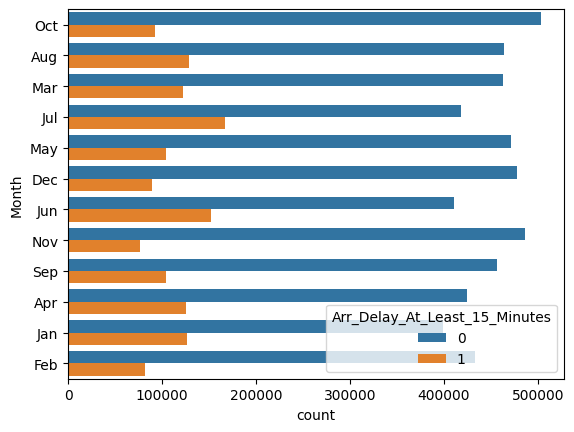 Oct
Aug
Mar
Jul
May
Dec
Jun
Nov
Sep
Apr
Jan
Feb
Month
Arr_Delay_At_Least_15_Minutes
0
1
0 100000 200000 300000 400000 500000
count